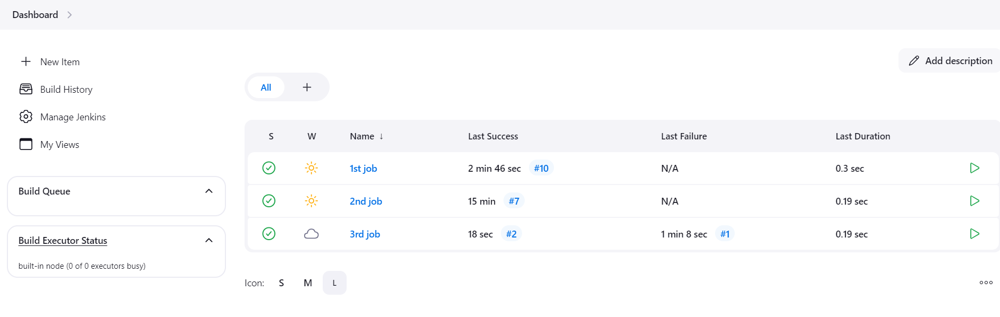 Dashboard
New Item
Build History
Manage Jenkins
My Views
Build Queue
Build Executor Status
built-in node (0 of 0 executors busy)
Add description
All
S W Name ↓ Last Success Last Failure Last Duration
1st job 2 min 46 sec #10 N/A 0.3 sec
2nd job 15 min #7 N/A 0.19 sec
3rd job 18 sec #2 1 min 8 sec #1 0.19 sec
Icon: S M L